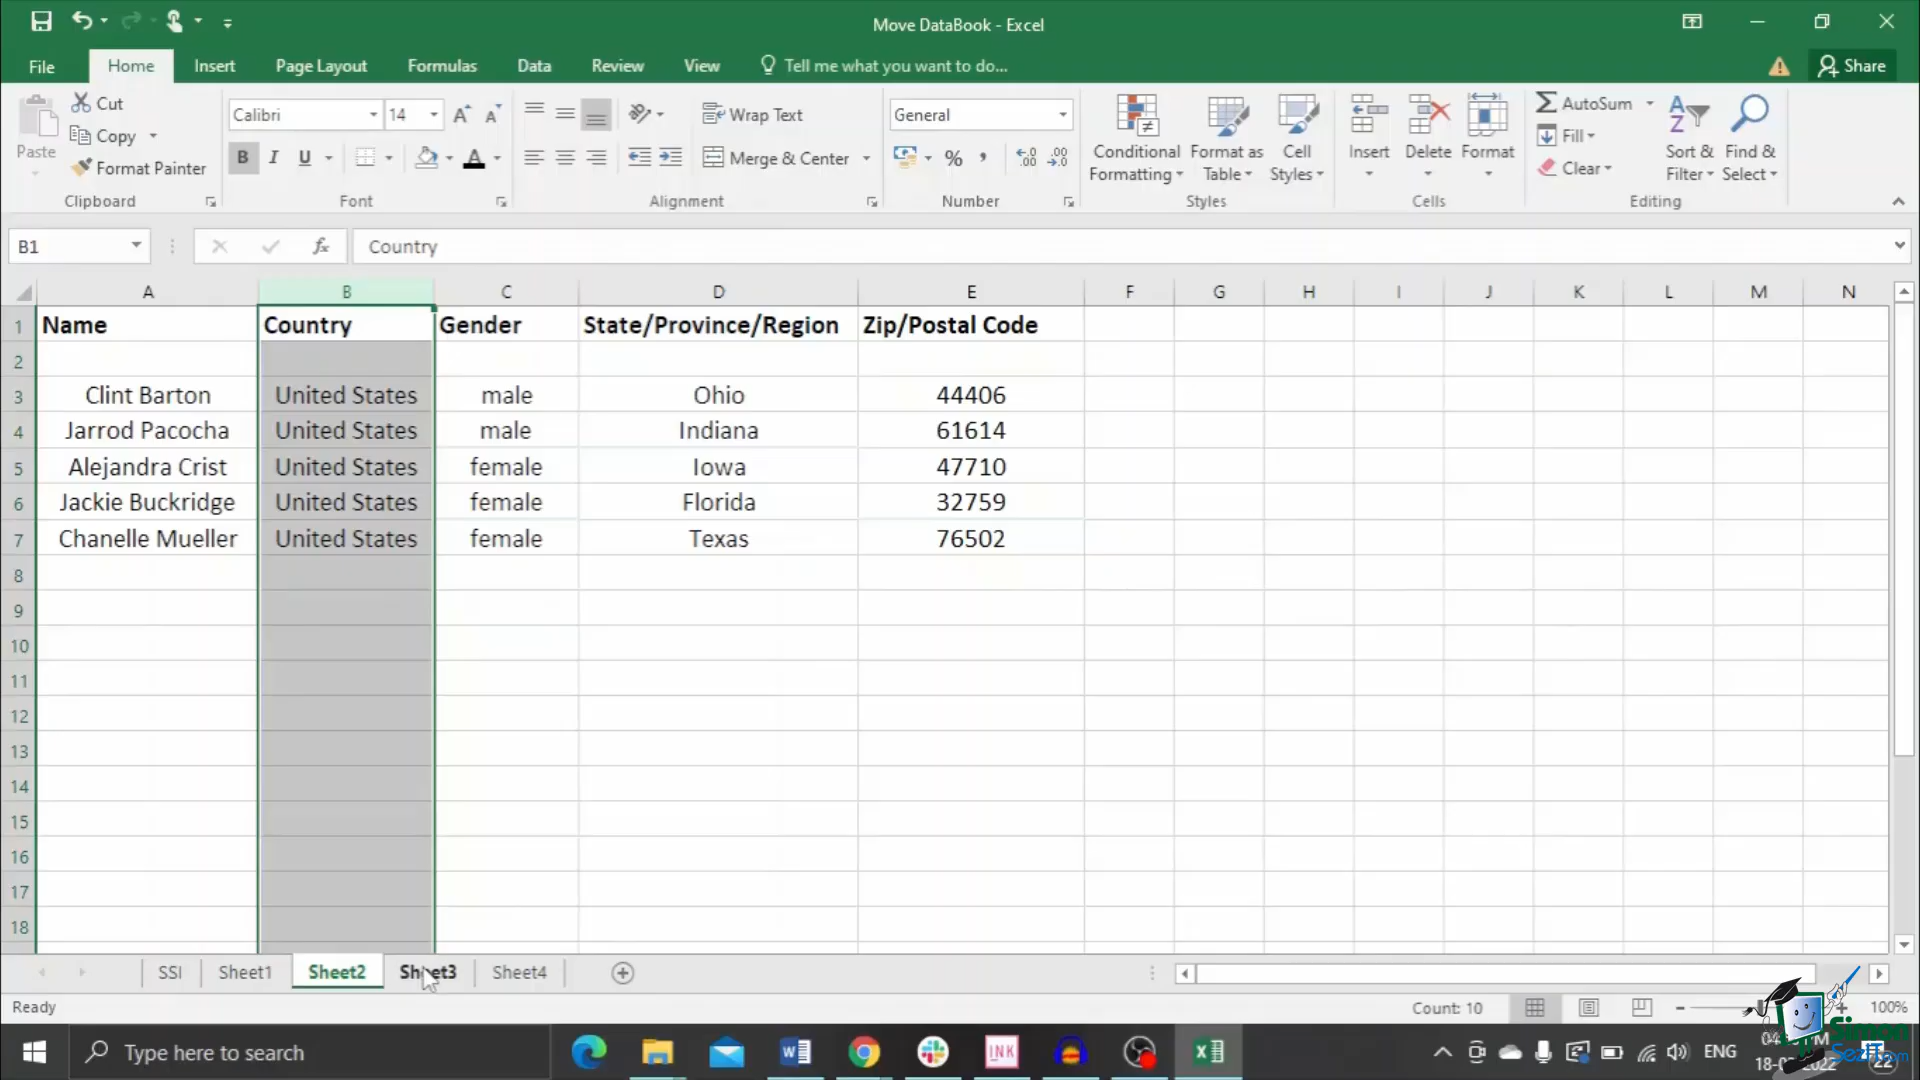 Move DataBook - Excel
File Home Insert Page Layout Formulas Data Review View Tell me what you want to do... Share
Cut
Copy
Format Painter
Paste
Clipboard
Calibri 14
B I U A
Font
Wrap Text
Merge & Center
Alignment
General
% ,
Number
Conditional Formatting
Format as Table
Cell Styles
Styles
Insert Delete Format
Cells
AutoSum
Fill
Clear
Sort & Filter
Find & Select
Editing
B1 fx Country
A B C D E F G H I J K L M N
1 Name Country Gender State/Province/Region Zip/Postal Code
2
3 Clint Barton United States male Ohio 44406
4 Jarrod Pacocha United States male Indiana 61614
5 Alejandra Crist United States female Iowa 47710
6 Jackie Buckridge United States female Florida 32759
7 Chanelle Mueller United States female Texas 76502
8
9
10
11
12
13
14
15
16
17
18
SSI Sheet1 Sheet2 Sheet3 Sheet4
Ready Count: 10 100%
Type here to search INK ENG
Simon
SezIT.com
22